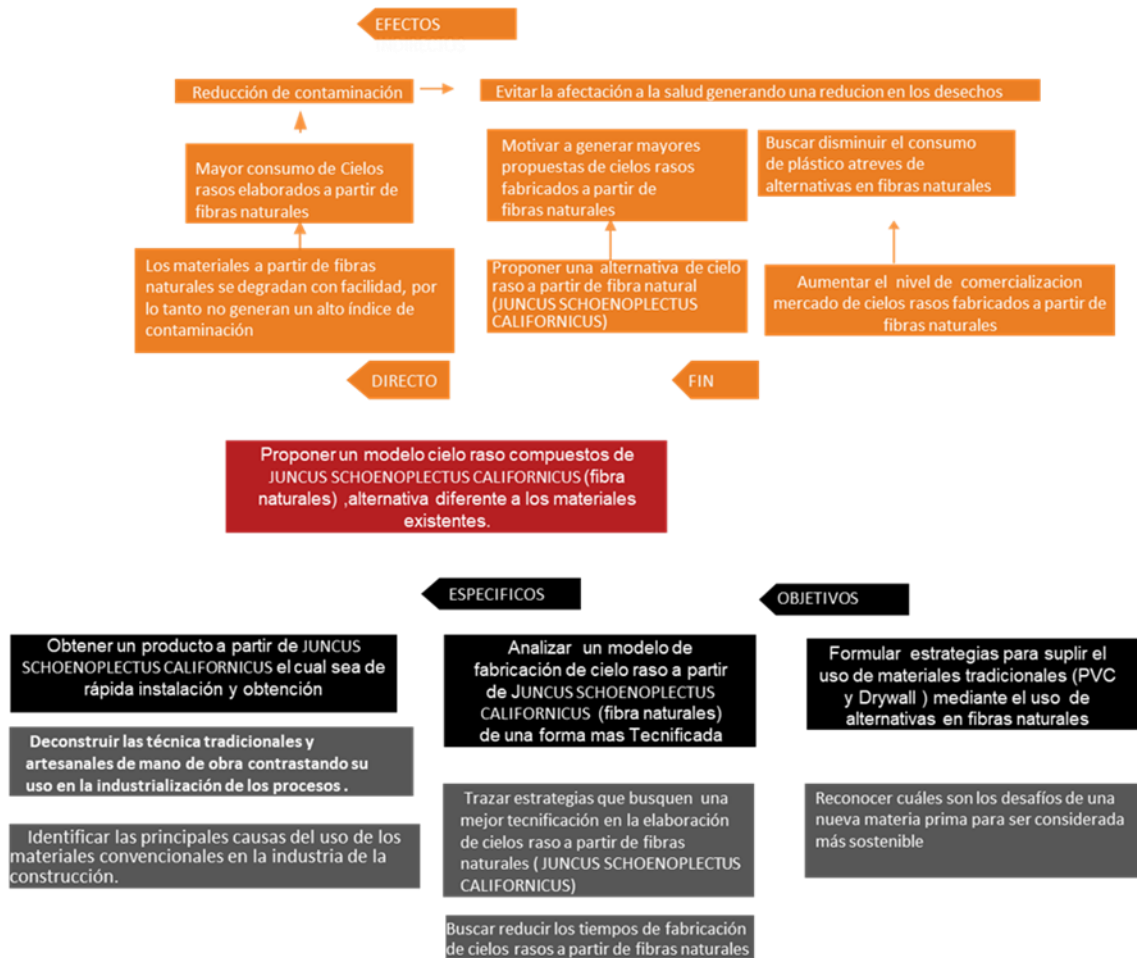 EFECTOS
Reducción de contaminación
Evitar la afectación a la salud generando una reducion en los desechos
Mayor consumo de Cielos
rasos elaborados a partir de
fibras naturales
Motivar a generar mayores
propuestas de cielos rasos
fabricados a partir de
fibras naturales
Buscar disminuir el consumo
de plástico atreves de
alternativas en fibras naturales
Los materiales a partir de fibras
naturales se degradan con facilidad, por
lo tanto no generan un alto índice de
contaminación
Proponer una alternativa de cielo
raso a partir de fibra natural
(JUNCUS SCHOENOPLECTUS
CALIFORNICUS)
Aumentar el nivel de comercializacion
mercado de cielos rasos fabricados a partir de
fibras naturales
DIRECTO
FIN
Proponer un modelo cielo raso compuestos de
JUNCUS SCHOENOPLECTUS CALIFORNICUS (fibra
naturales) ,alternativa diferente a los materiales
existentes.
ESPECIFICOS
OBJETIVOS
Obtener un producto a partir de JUNCUS
SCHOENOPLECTUS CALIFORNICUS el cual sea de
rápida instalación y obtención
Analizar un modelo de
fabricación de cielo raso a partir
de JUNCUS SCHOENOPLECTUS
CALIFORNICUS (fibra naturales)
de una forma mas Tecnificada
Formular estrategias para suplir el
uso de materiales tradicionales (PVC
y Drywall ) mediante el uso de
alternativas en fibras naturales
Deconstruir las técnica tradicionales y
artesanales de mano de obra contrastando su
uso en la industrialización de los procesos .
Trazar estrategias que busquen una
mejor tecnificación en la elaboración
de cielos raso a partir de fibras
naturales ( JUNCUS SCHOENOPLECTUS
CALIFORNICUS)
Reconocer cuáles son los desafíos de una
nueva materia prima para ser considerada
más sostenible
Identificar las principales causas del uso de los
materiales convencionales en la industria de la
construcción.
Buscar reducir los tiempos de fabricación
de cielos rasos a partir de fibras naturales